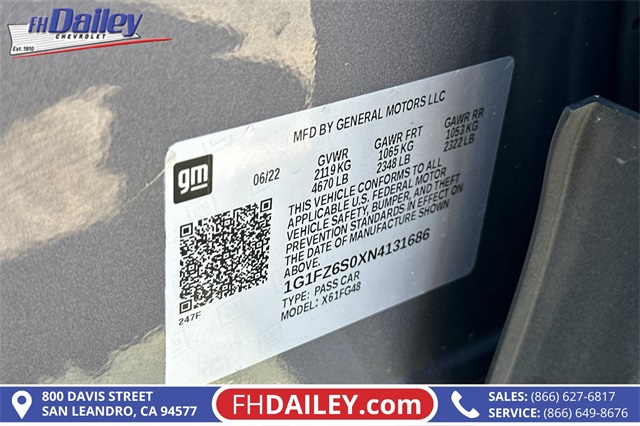 FHDailey
CHEVROLET
Est. 1910
MFD BY GENERAL MOTORS LLC
gm
06/22
GVWR
2119 KG
4670 LB
GAWR FRT
1065 KG
2348 LB
GAWR RR
1053 KG
2322 LB
THIS VEHICLE CONFORMS TO ALL
APPLICABLE U.S. FEDERAL MOTOR
VEHICLE SAFETY, BUMPER, AND THEFT
PREVENTION STANDARDS IN EFFECT ON
THE DATE OF MANUFACTURE SHOWN
ABOVE.
1G1FZ6S0XN4131686
TYPE: PASS CAR
MODEL: X61FG48
247F
800 DAVIS STREET
SAN LEANDRO, CA 94577
FHDAILEY.com
SALES: (866) 627-6817
SERVICE: (866) 649-8676